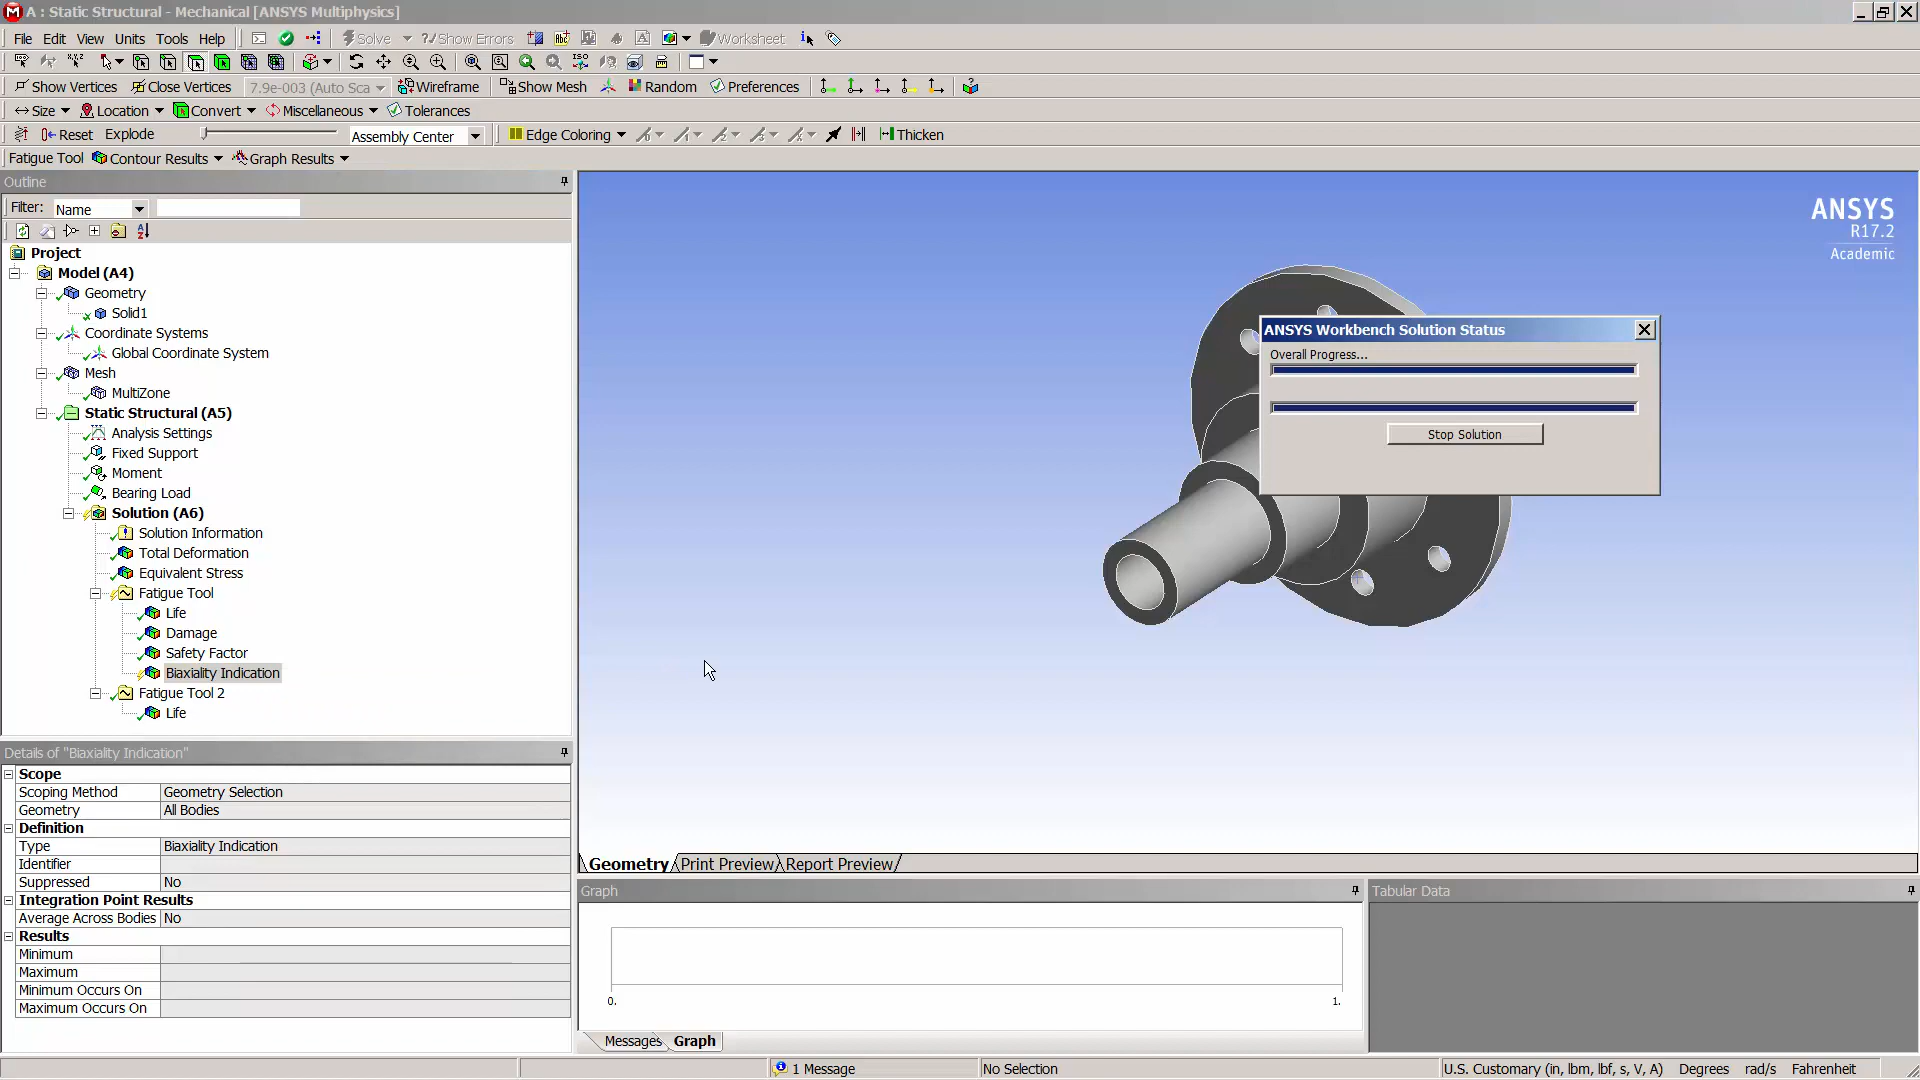 A : Static Structural - Mechanical [ANSYS Multiphysics]
File Edit View Units Tools Help Solve ?/Show Errors Worksheet
Show Vertices Close Vertices 7.9e-003 (Auto Sca Wireframe Show Mesh Random Preferences
Size Location Convert Miscellaneous Tolerances
Reset Explode Assembly Center Edge Coloring Thicken
Fatigue Tool Contour Results Graph Results
Outline
Filter: Name
Project
Model (A4)
Geometry
Solid1
Coordinate Systems
Global Coordinate System
Mesh
MultiZone
Static Structural (A5)
Analysis Settings
Fixed Support
Moment
Bearing Load
Solution (A6)
Solution Information
Total Deformation
Equivalent Stress
Fatigue Tool
Life
Damage
Safety Factor
Biaxiality Indication
Fatigue Tool 2
Life
Details of "Biaxiality Indication"
Scope
Scoping Method Geometry Selection
Geometry All Bodies
Definition
Type Biaxiality Indication
Identifier
Suppressed No
Integration Point Results
Average Across Bodies No
Results
Minimum
Maximum
Minimum Occurs On
Maximum Occurs On
ANSYS
R17.2
Academic
ANSYS Workbench Solution Status
Overall Progress...
Stop Solution
Geometry Print Preview Report Preview
Graph
0. 1.
Messages Graph
Tabular Data
1 Message No Selection U.S. Customary (in, lbm, lbf, s, V, A) Degrees rad/s Fahrenheit